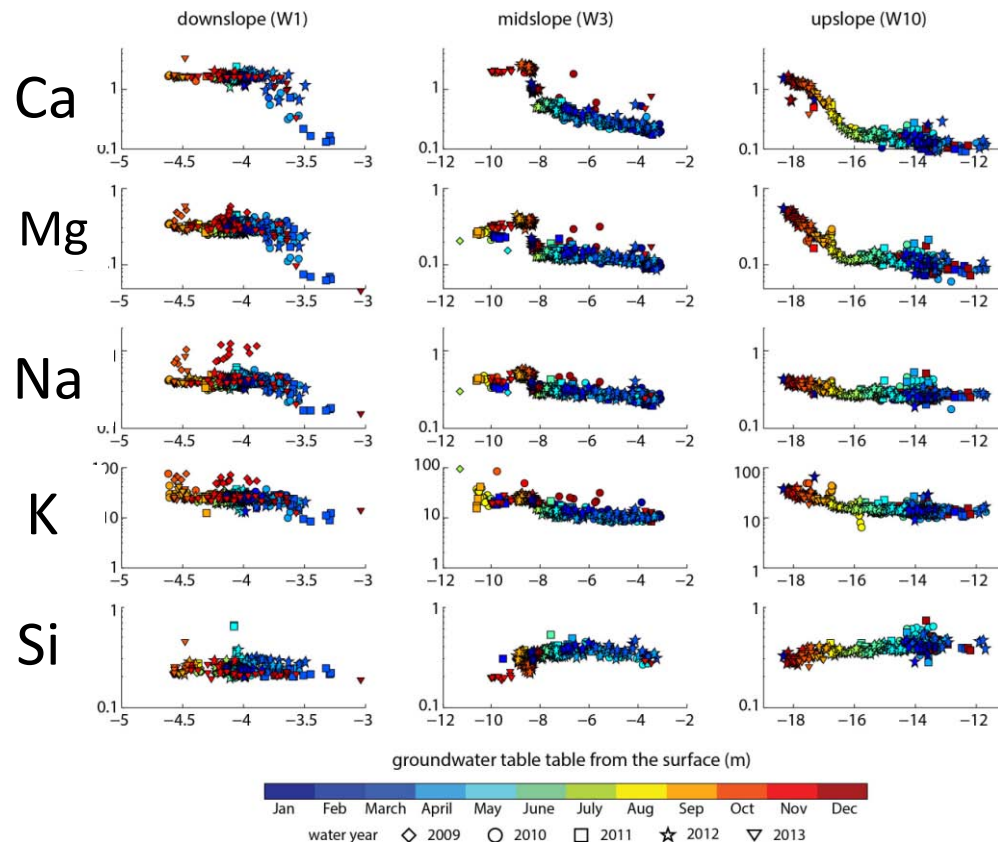 downslope (W1) midslope (W3) upslope (W10)
Ca
1 1 1
0.1 0.1 0.1
−5 −4.5 −4 −3.5 −3 −12 −10 −8 −6 −4 −2 −18 −16 −14 −12
Mg
1 1 1
0.1 0.1 0.1
−5 −4.5 −4 −3.5 −3 −12 −10 −8 −6 −4 −2 −18 −16 −14 −12
Na
1 1
0.1 0.1 0.1
−5 −4.5 −4 −3.5 −3 −12 −10 −8 −6 −4 −2 −18 −16 −14 −12
K
100 100
10 10 10
1 1 1
−5 −4.5 −4 −3.5 −3 −12 −10 −8 −6 −4 −2 −18 −16 −14 −12
Si
1 1 1
0.1 0.1 0.1
−5 −4.5 −4 −3.5 −3 −12 −10 −8 −6 −4 −2 −18 −16 −14 −12
groundwater table table from the surface (m)
Jan Feb March April May June July Aug Sep Oct Nov Dec
water year 2009 2010 2011 2012 2013